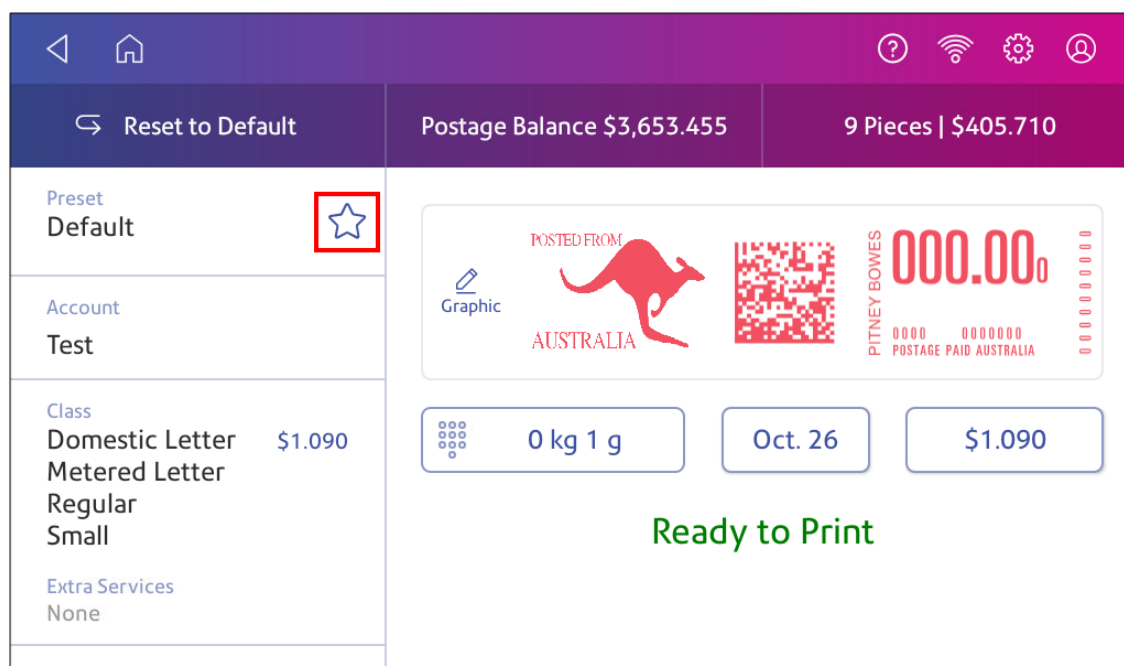 Reset to Default
Postage Balance $3,653.455
9 Pieces | $405.710
Preset
Default
Account
Test
Class
Domestic Letter $1.090
Metered Letter
Regular
Small
Extra Services
None
Graphic
POSTED FROM
AUSTRALIA
PITNEY BOWES
000.000
0000 0000000
POSTAGE PAID AUSTRALIA
0000000000
0 kg 1 g
Oct. 26
$1.090
Ready to Print